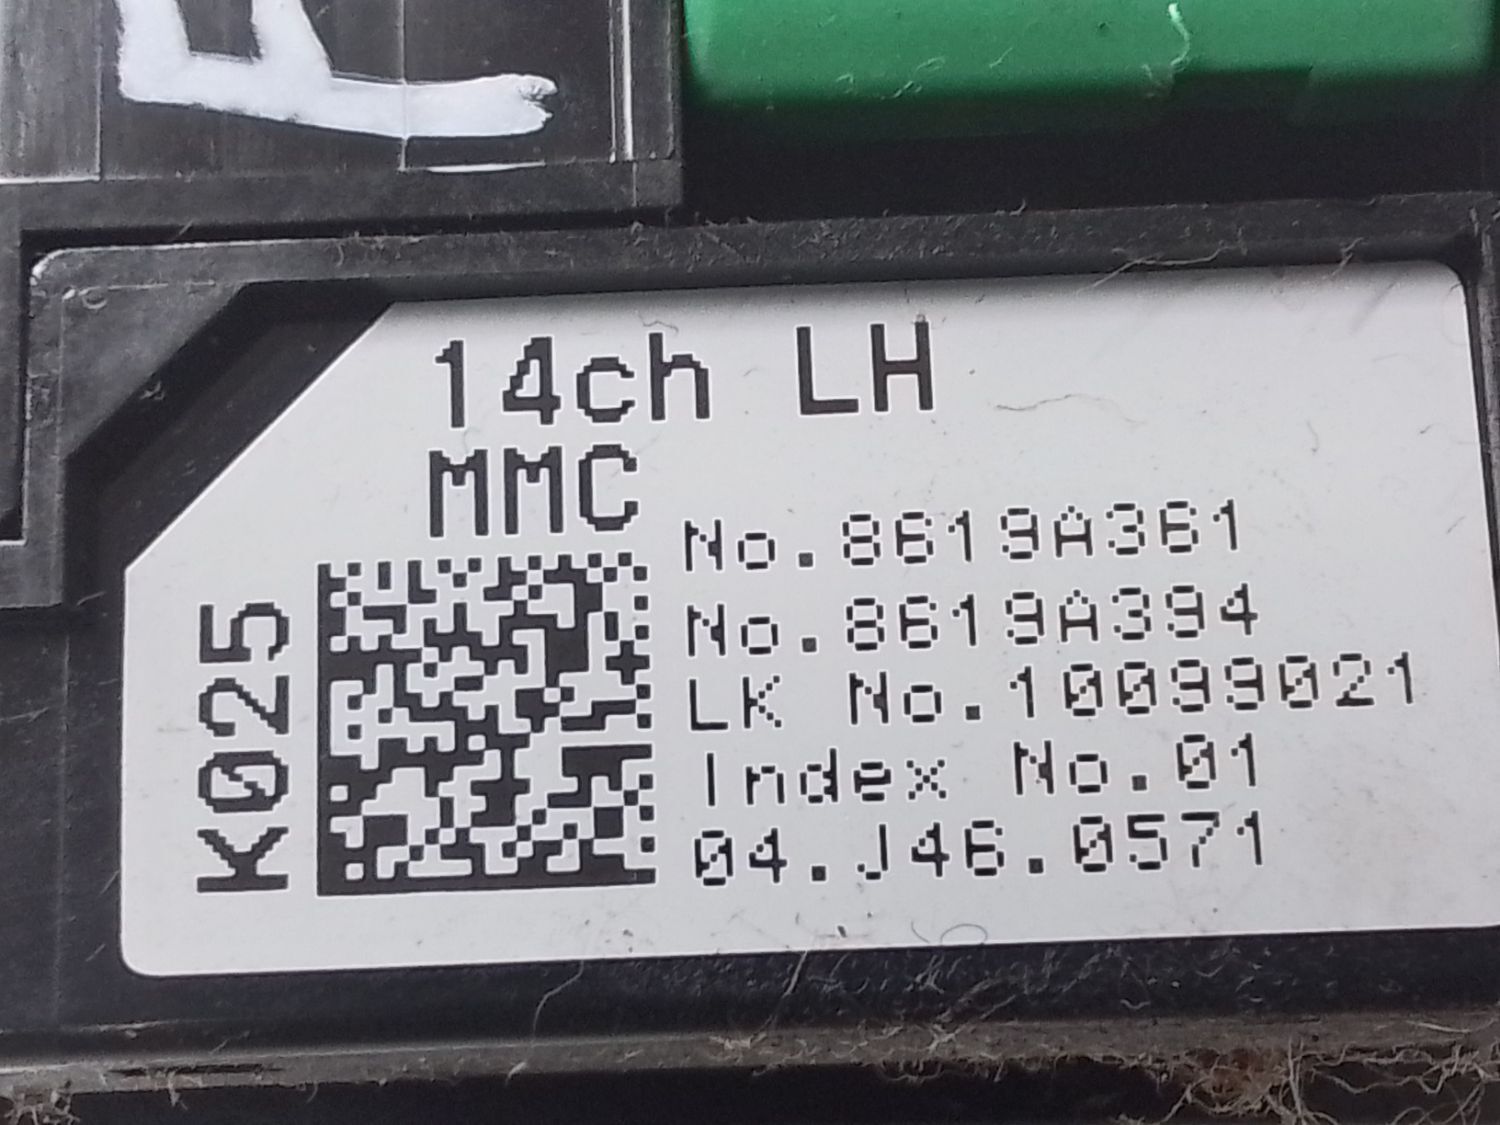 14ch LH
MMC
No.8619A361
No.8619A394
LK No.10099021
Index No.01
04.J46.0571
K025